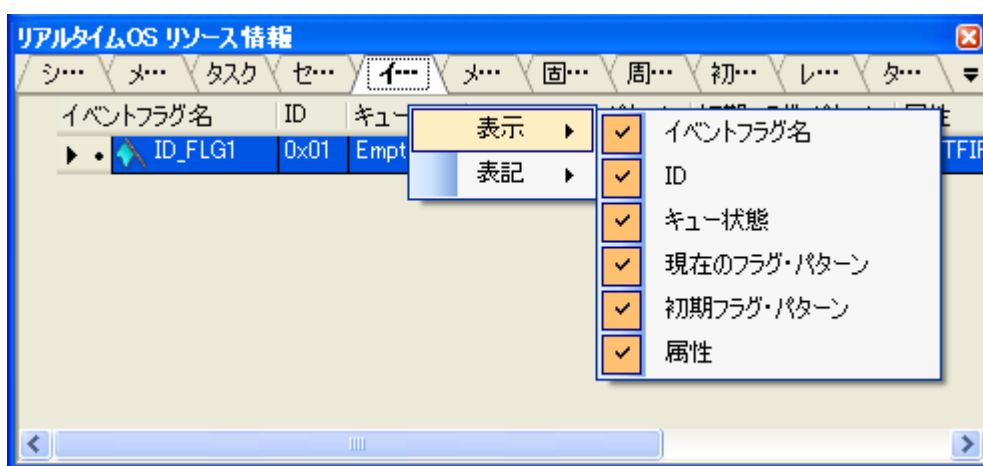 リアルタイムOS リソース情報
シ… メ… タスク セ… イ… メ… 固… 周… 初… レ… タ…
イベントフラグ名 ID キュー
ID_FLG1 0x01 Empt TFIF
表示
表記
イベントフラグ名
ID
キュー状態
現在のフラグ・パターン
初期フラグ・パターン
属性